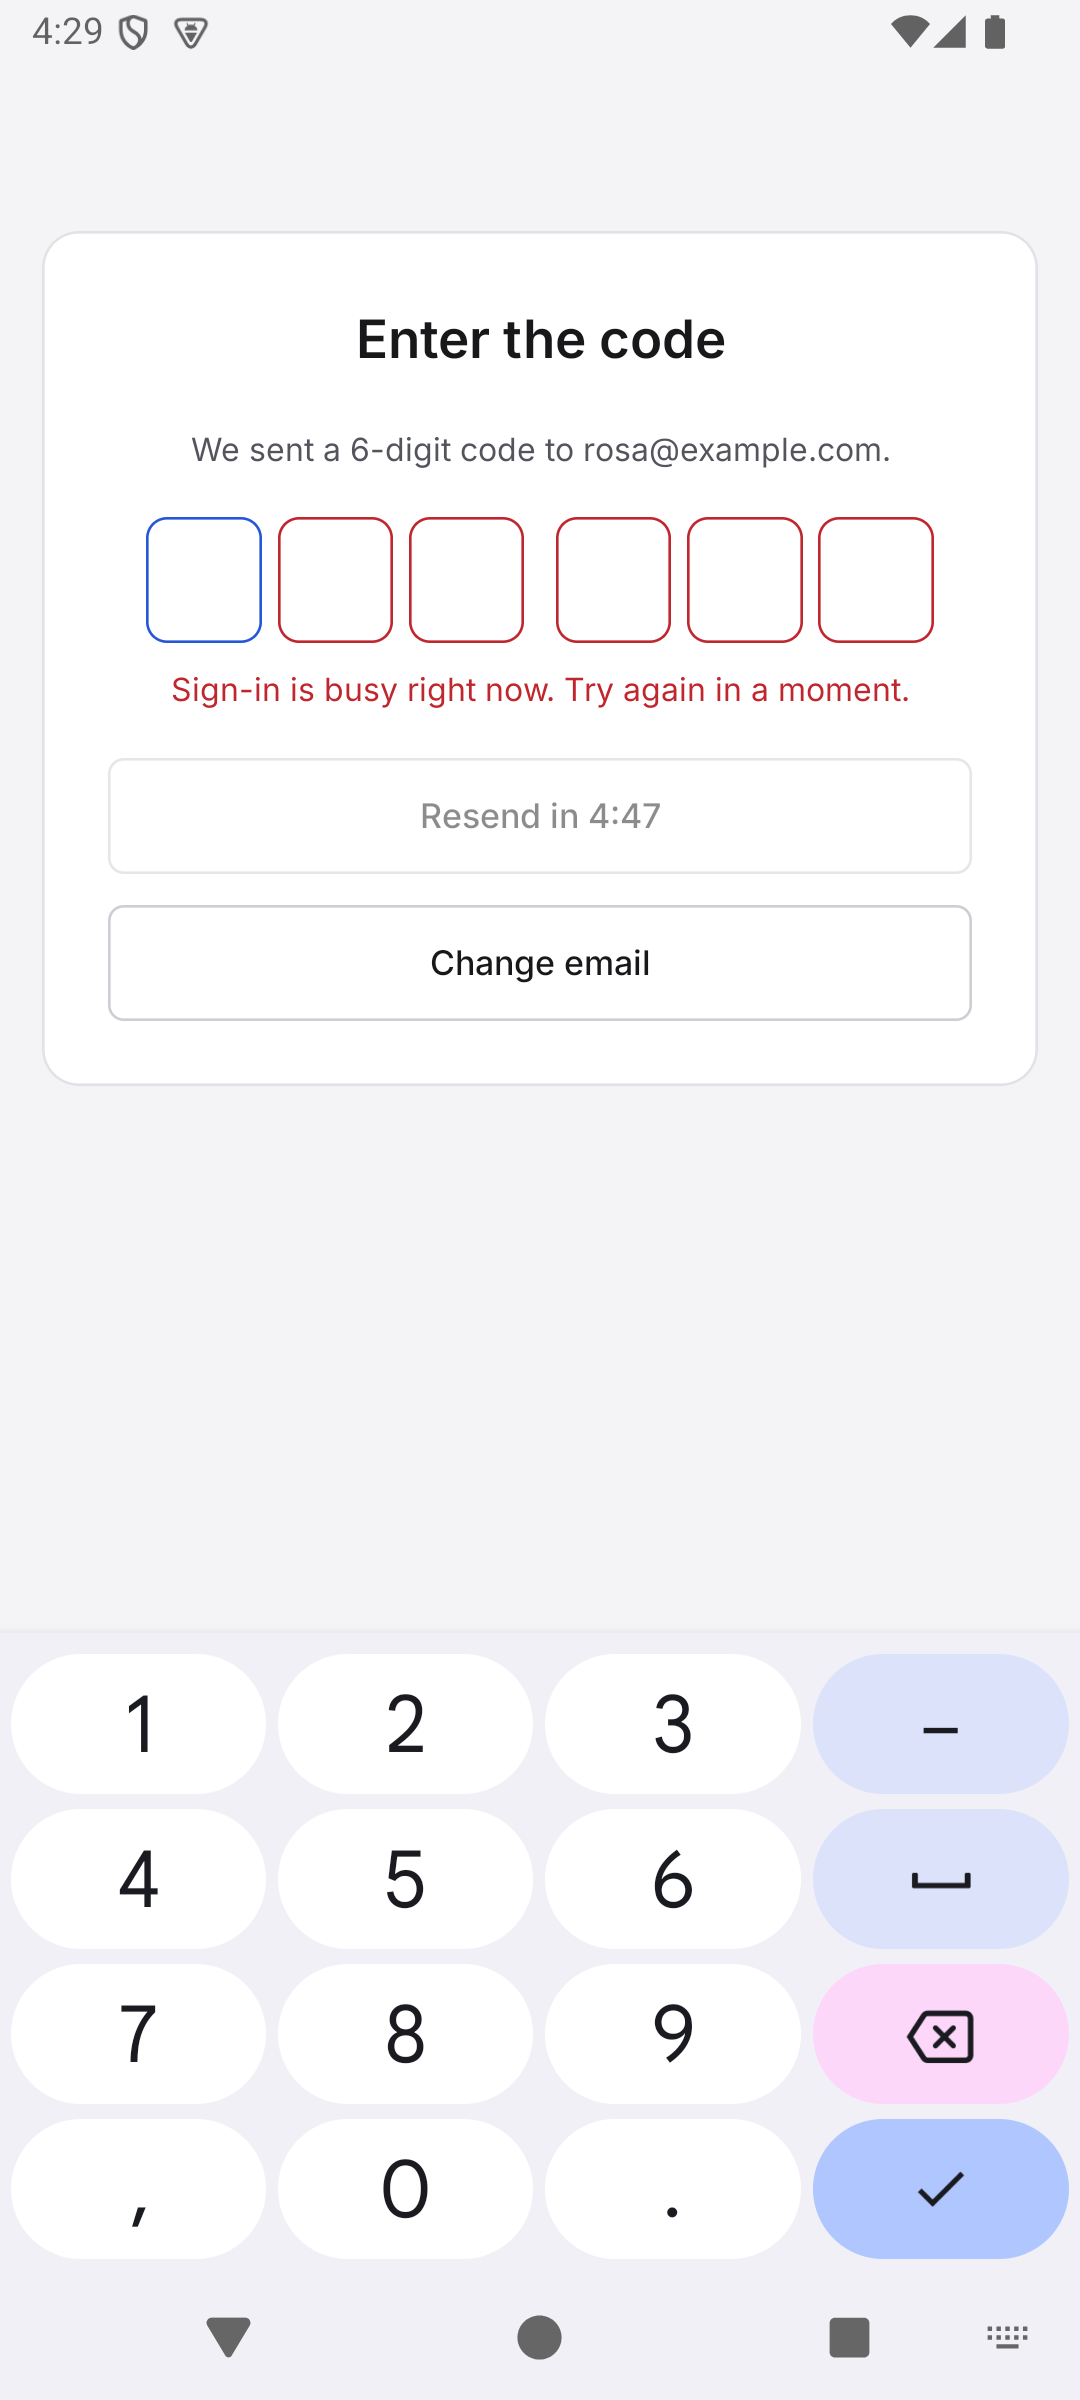 4:29
Enter the code
We sent a 6-digit code to rosa@example.com.
Sign-in is busy right now. Try again in a moment.
Resend in 4:47
Change email
1 2 3 –
4 5 6
7 8 9
, 0 .